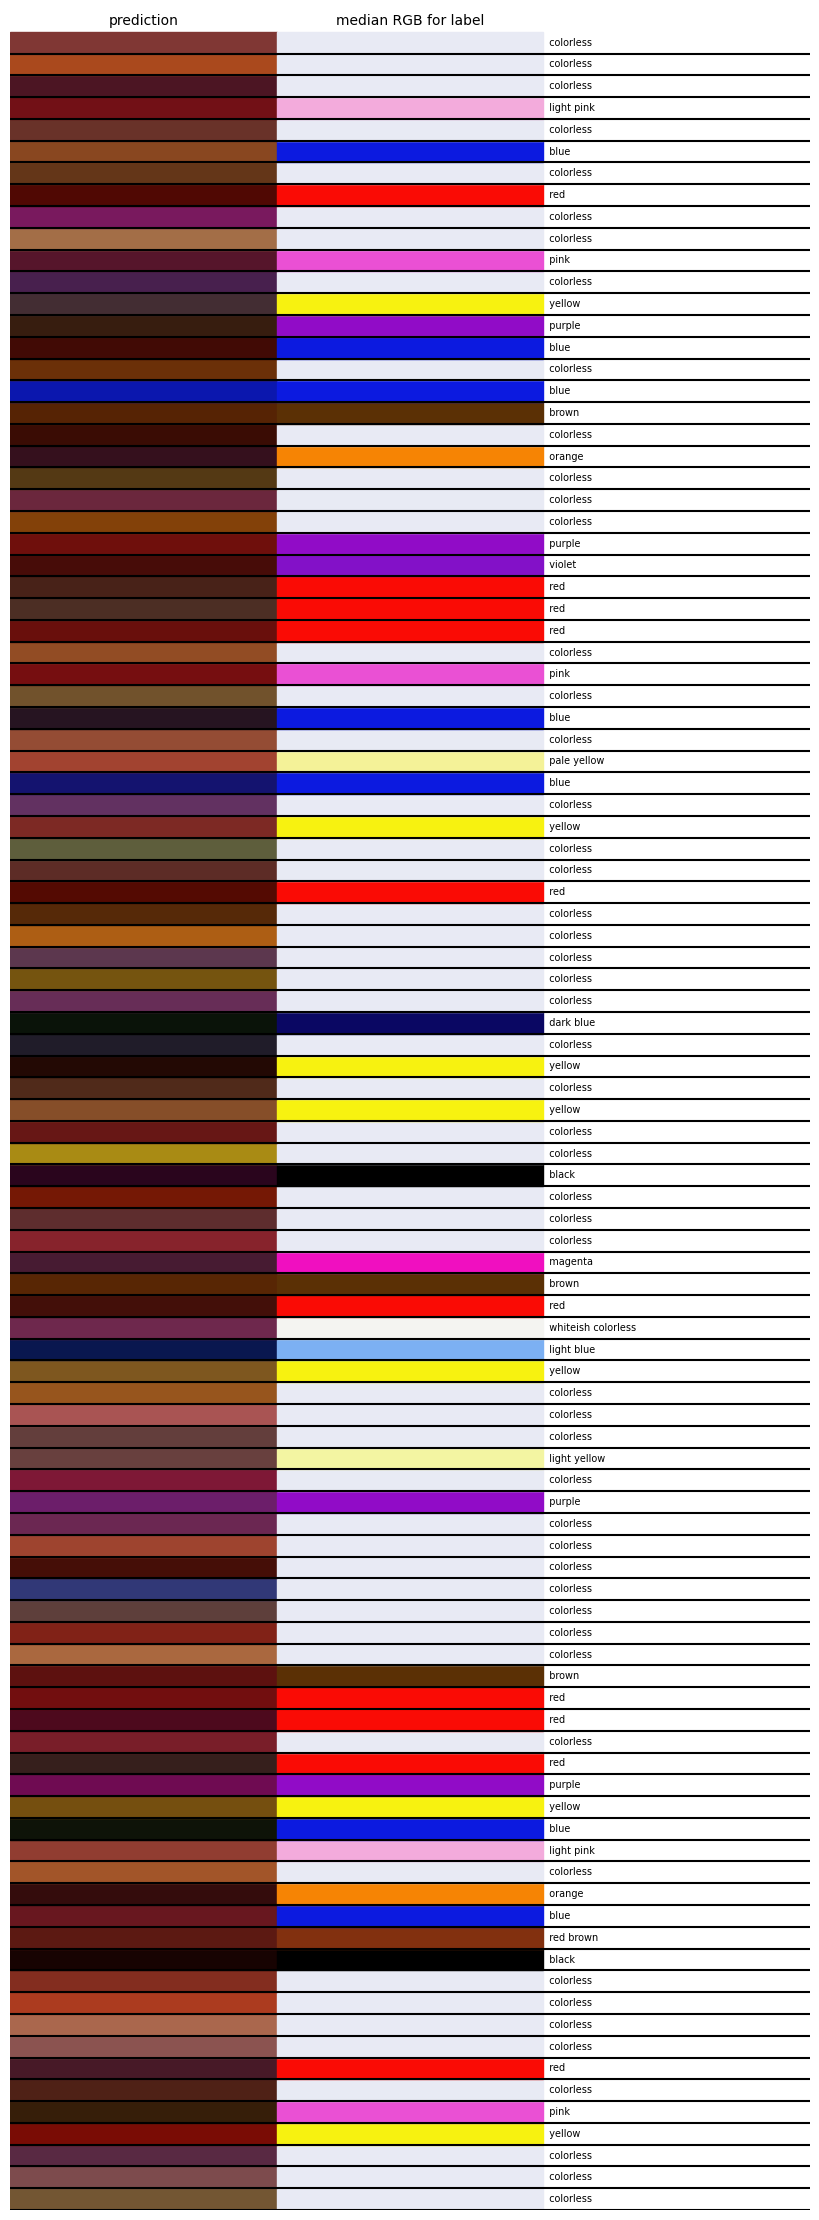 prediction median RGB for label
colorless
colorless
colorless
light pink
colorless
blue
colorless
red
colorless
colorless
pink
colorless
yellow
purple
blue
colorless
blue
brown
colorless
orange
colorless
colorless
colorless
purple
violet
red
red
red
colorless
pink
colorless
blue
colorless
pale yellow
blue
colorless
yellow
colorless
colorless
red
colorless
colorless
colorless
colorless
colorless
dark blue
colorless
yellow
colorless
yellow
colorless
colorless
black
colorless
colorless
colorless
magenta
brown
red
whiteish colorless
light blue
yellow
colorless
colorless
colorless
light yellow
colorless
purple
colorless
colorless
colorless
colorless
colorless
colorless
colorless
brown
red
red
colorless
red
purple
yellow
blue
light pink
colorless
orange
blue
red brown
black
colorless
colorless
colorless
colorless
red
colorless
pink
yellow
colorless
colorless
colorless